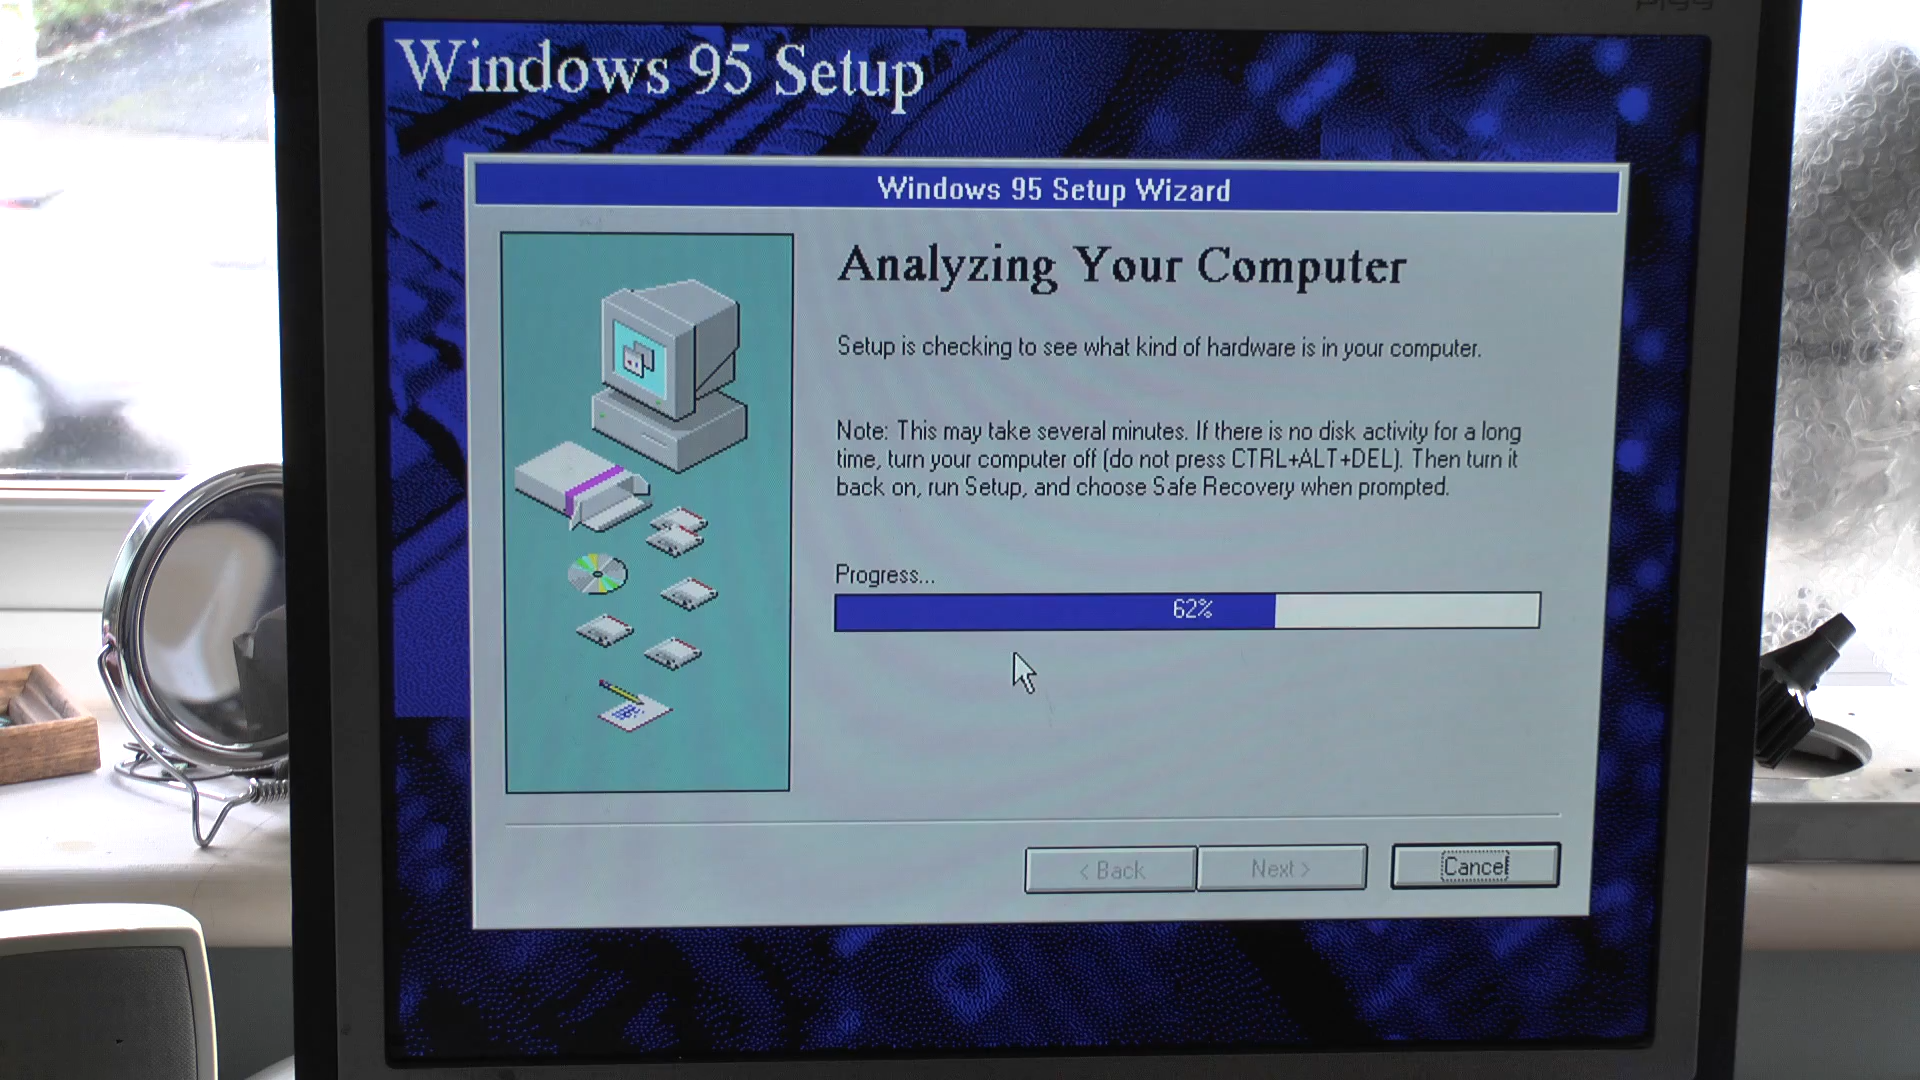 Windows 95 Setup
Windows 95 Setup Wizard
Analyzing Your Computer
Setup is checking to see what kind of hardware is in your computer.
Note: This may take several minutes. If there is no disk activity for a long
time, turn your computer off (do not press CTRL+ALT+DEL). Then turn it
back on, run Setup, and choose Safe Recovery when prompted.
Progress...
62%
< Back
Next >
Cancel